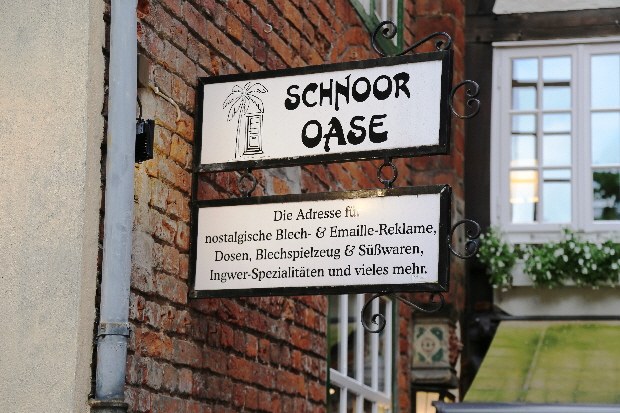 SCHNOOR
OASE
Die Adresse für
nostalgische Blech- & Emaille-Reklame,
Dosen, Blechspielzeug & Süßwaren,
Ingwer-Spezialitäten und vieles mehr.